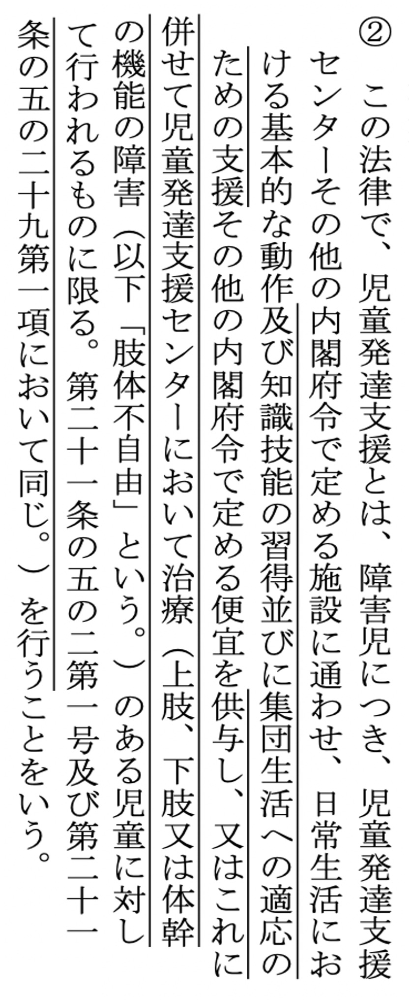 ② この法律で、児童発達支援とは、障害児につき、児童発達支援
センターその他の内閣府令で定める施設に通わせ、日常生活にお
ける基本的な動作及び知識技能の習得並びに集団生活への適応の
ための支援その他の内閣府令で定める便宜を供与し、又はこれに
併せて児童発達支援センターにおいて治療（上肢、下肢又は体幹
の機能の障害（以下「肢体不自由」という。）のある児童に対し
て行われるものに限る。第二十一条の五の二第一号及び第二十一
条の五の二十九第一項において同じ。）を行うことをいう。